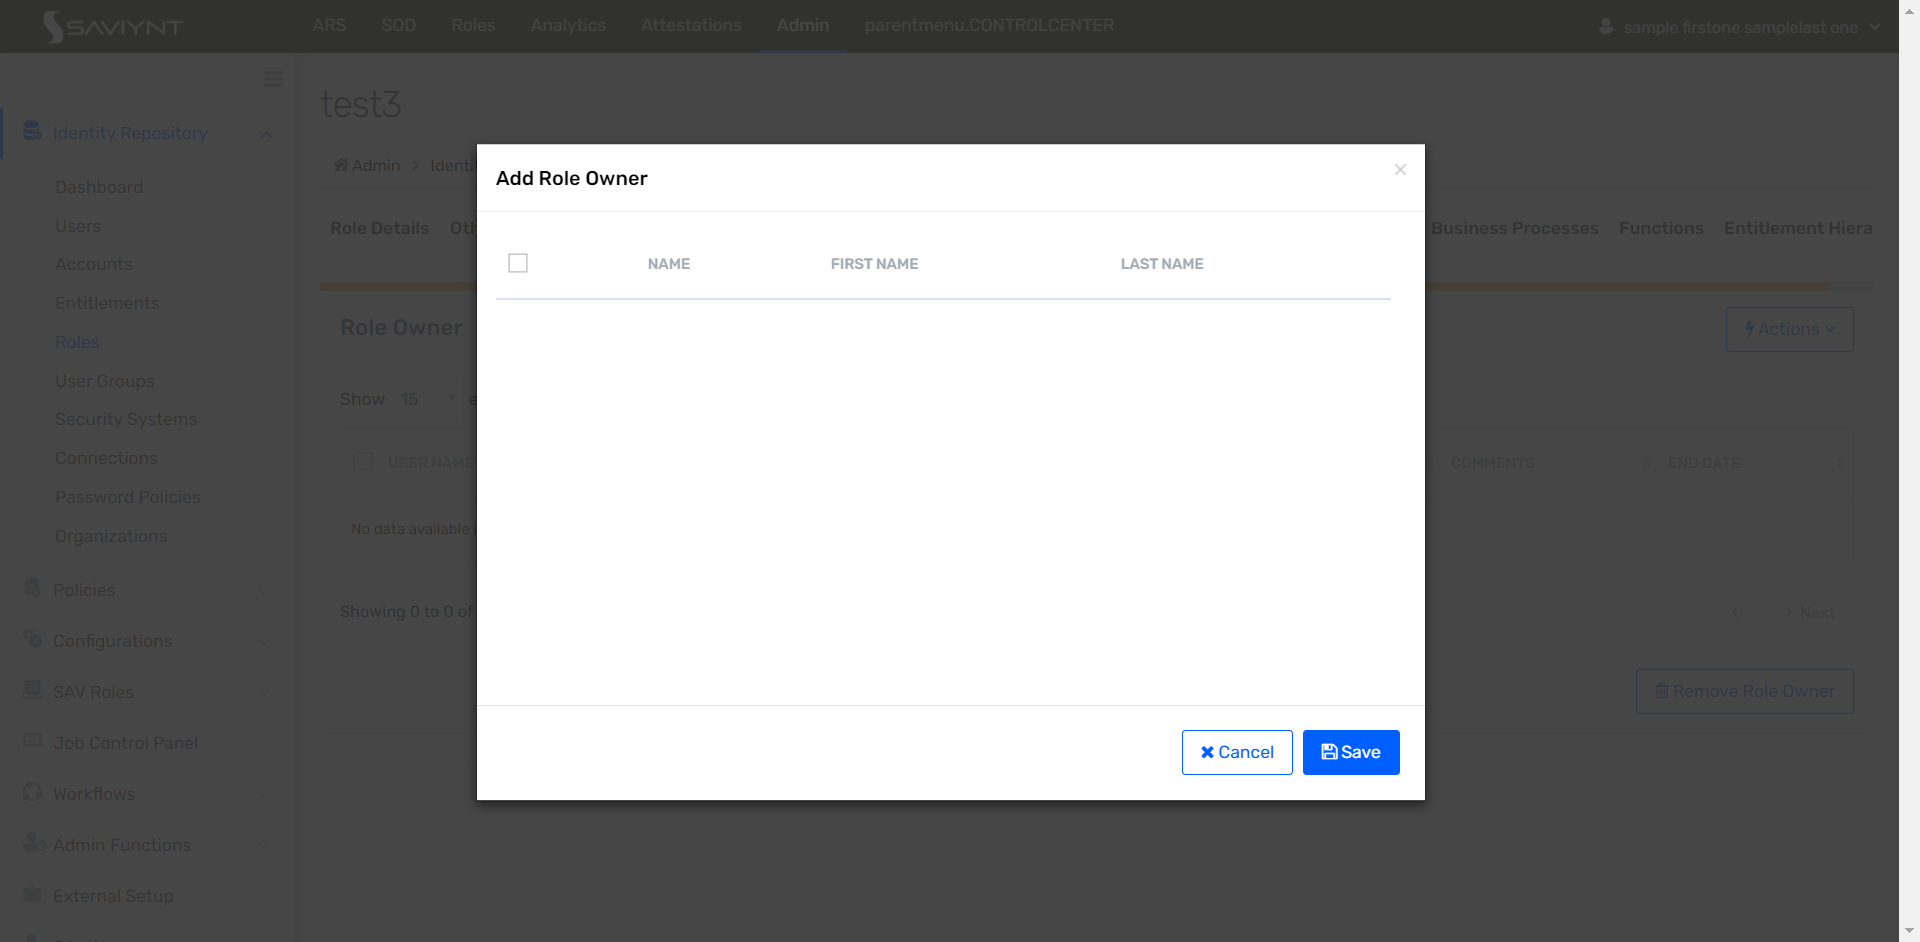 SAVIYNT
ARS SOD Roles Analytics Attestations Admin parentmenu.CONTROLCENTER
sample firstone samplelast one
Identity Repository
Dashboard
Users
Accounts
Entitlements
Roles
User Groups
Security Systems
Connections
Password Policies
Organizations
Policies
Configurations
SAV Roles
Job Control Panel
Workflows
Admin Functions
External Setup
test3
Admin > Identi
Role Details Oth Business Processes Functions Entitlement Hiera
Role Owner
Actions
Show 15 e
USER NAME COMMENTS END DATE
No data available i
Showing 0 to 0 of
< > Next
Remove Role Owner
Add Role Owner
×
NAME FIRST NAME LAST NAME
Cancel Save